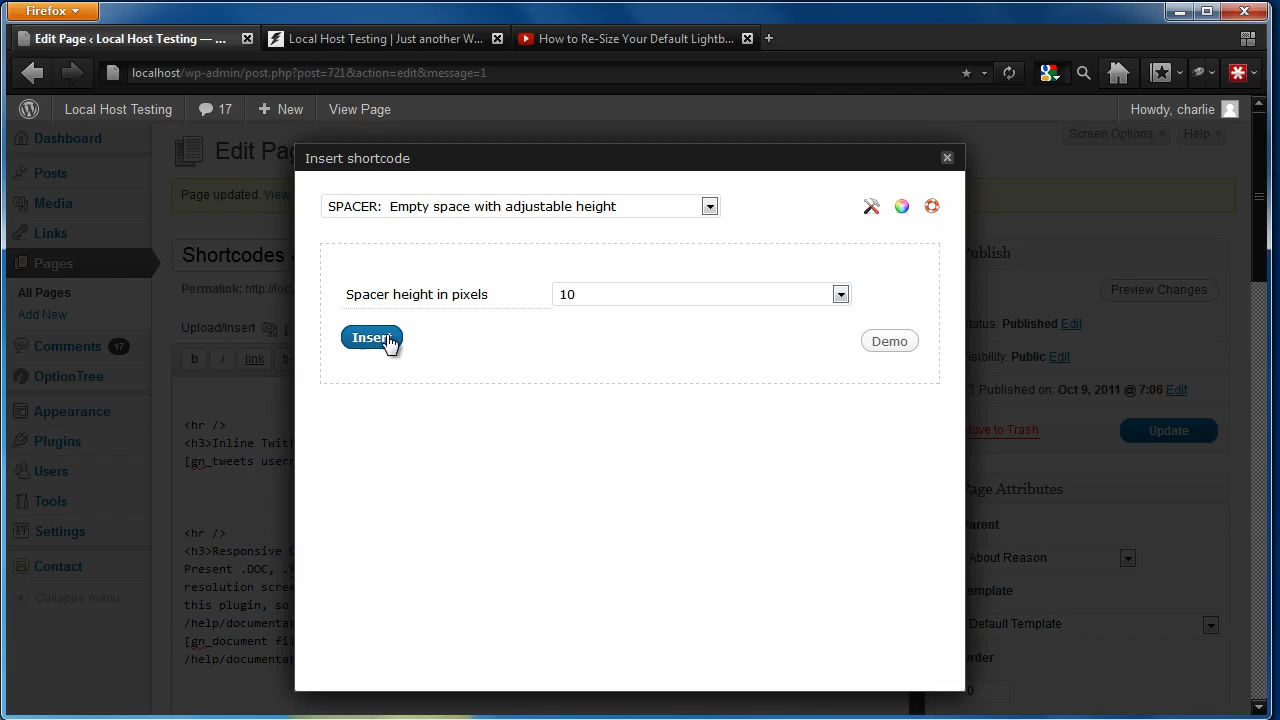 Firefox
Edit Page ‹ Local Host Testing — ...
Local Host Testing | Just another W...
How to Re-Size Your Default Lightb...
localhost/wp-admin/post.php?post=721&action=edit&message=1
Local Host Testing
17
New
View Page
Howdy, charlie
Dashboard
Posts
Media
Links
Pages
All Pages
Add New
Comments 17
OptionTree
Appearance
Plugins
Users
Tools
Settings
Contact
Collapse menu
Edit
Screen Options
Help
Page updated. View
Shortcodes
Permalink: http://loc
Upload/Insert
b
i
link
<hr />
<h3>Inline Twitt
[gn_tweets usern
<hr />
<h3>Responsive D
Present .DOC, .
resolution scree
this plugin, so
/help/documentat
[gn_document fil
/help/documentat
Insert shortcode
SPACER: Empty space with adjustable height
Spacer height in pixels
10
Insert
Demo
Publish
Preview Changes
Status: Published Edit
Visibility: Public Edit
Published on: Oct 9, 2011 @ 7:06 Edit
Move to Trash
Update
Page Attributes
Parent
About Reason
Template
Default Template
Order
0